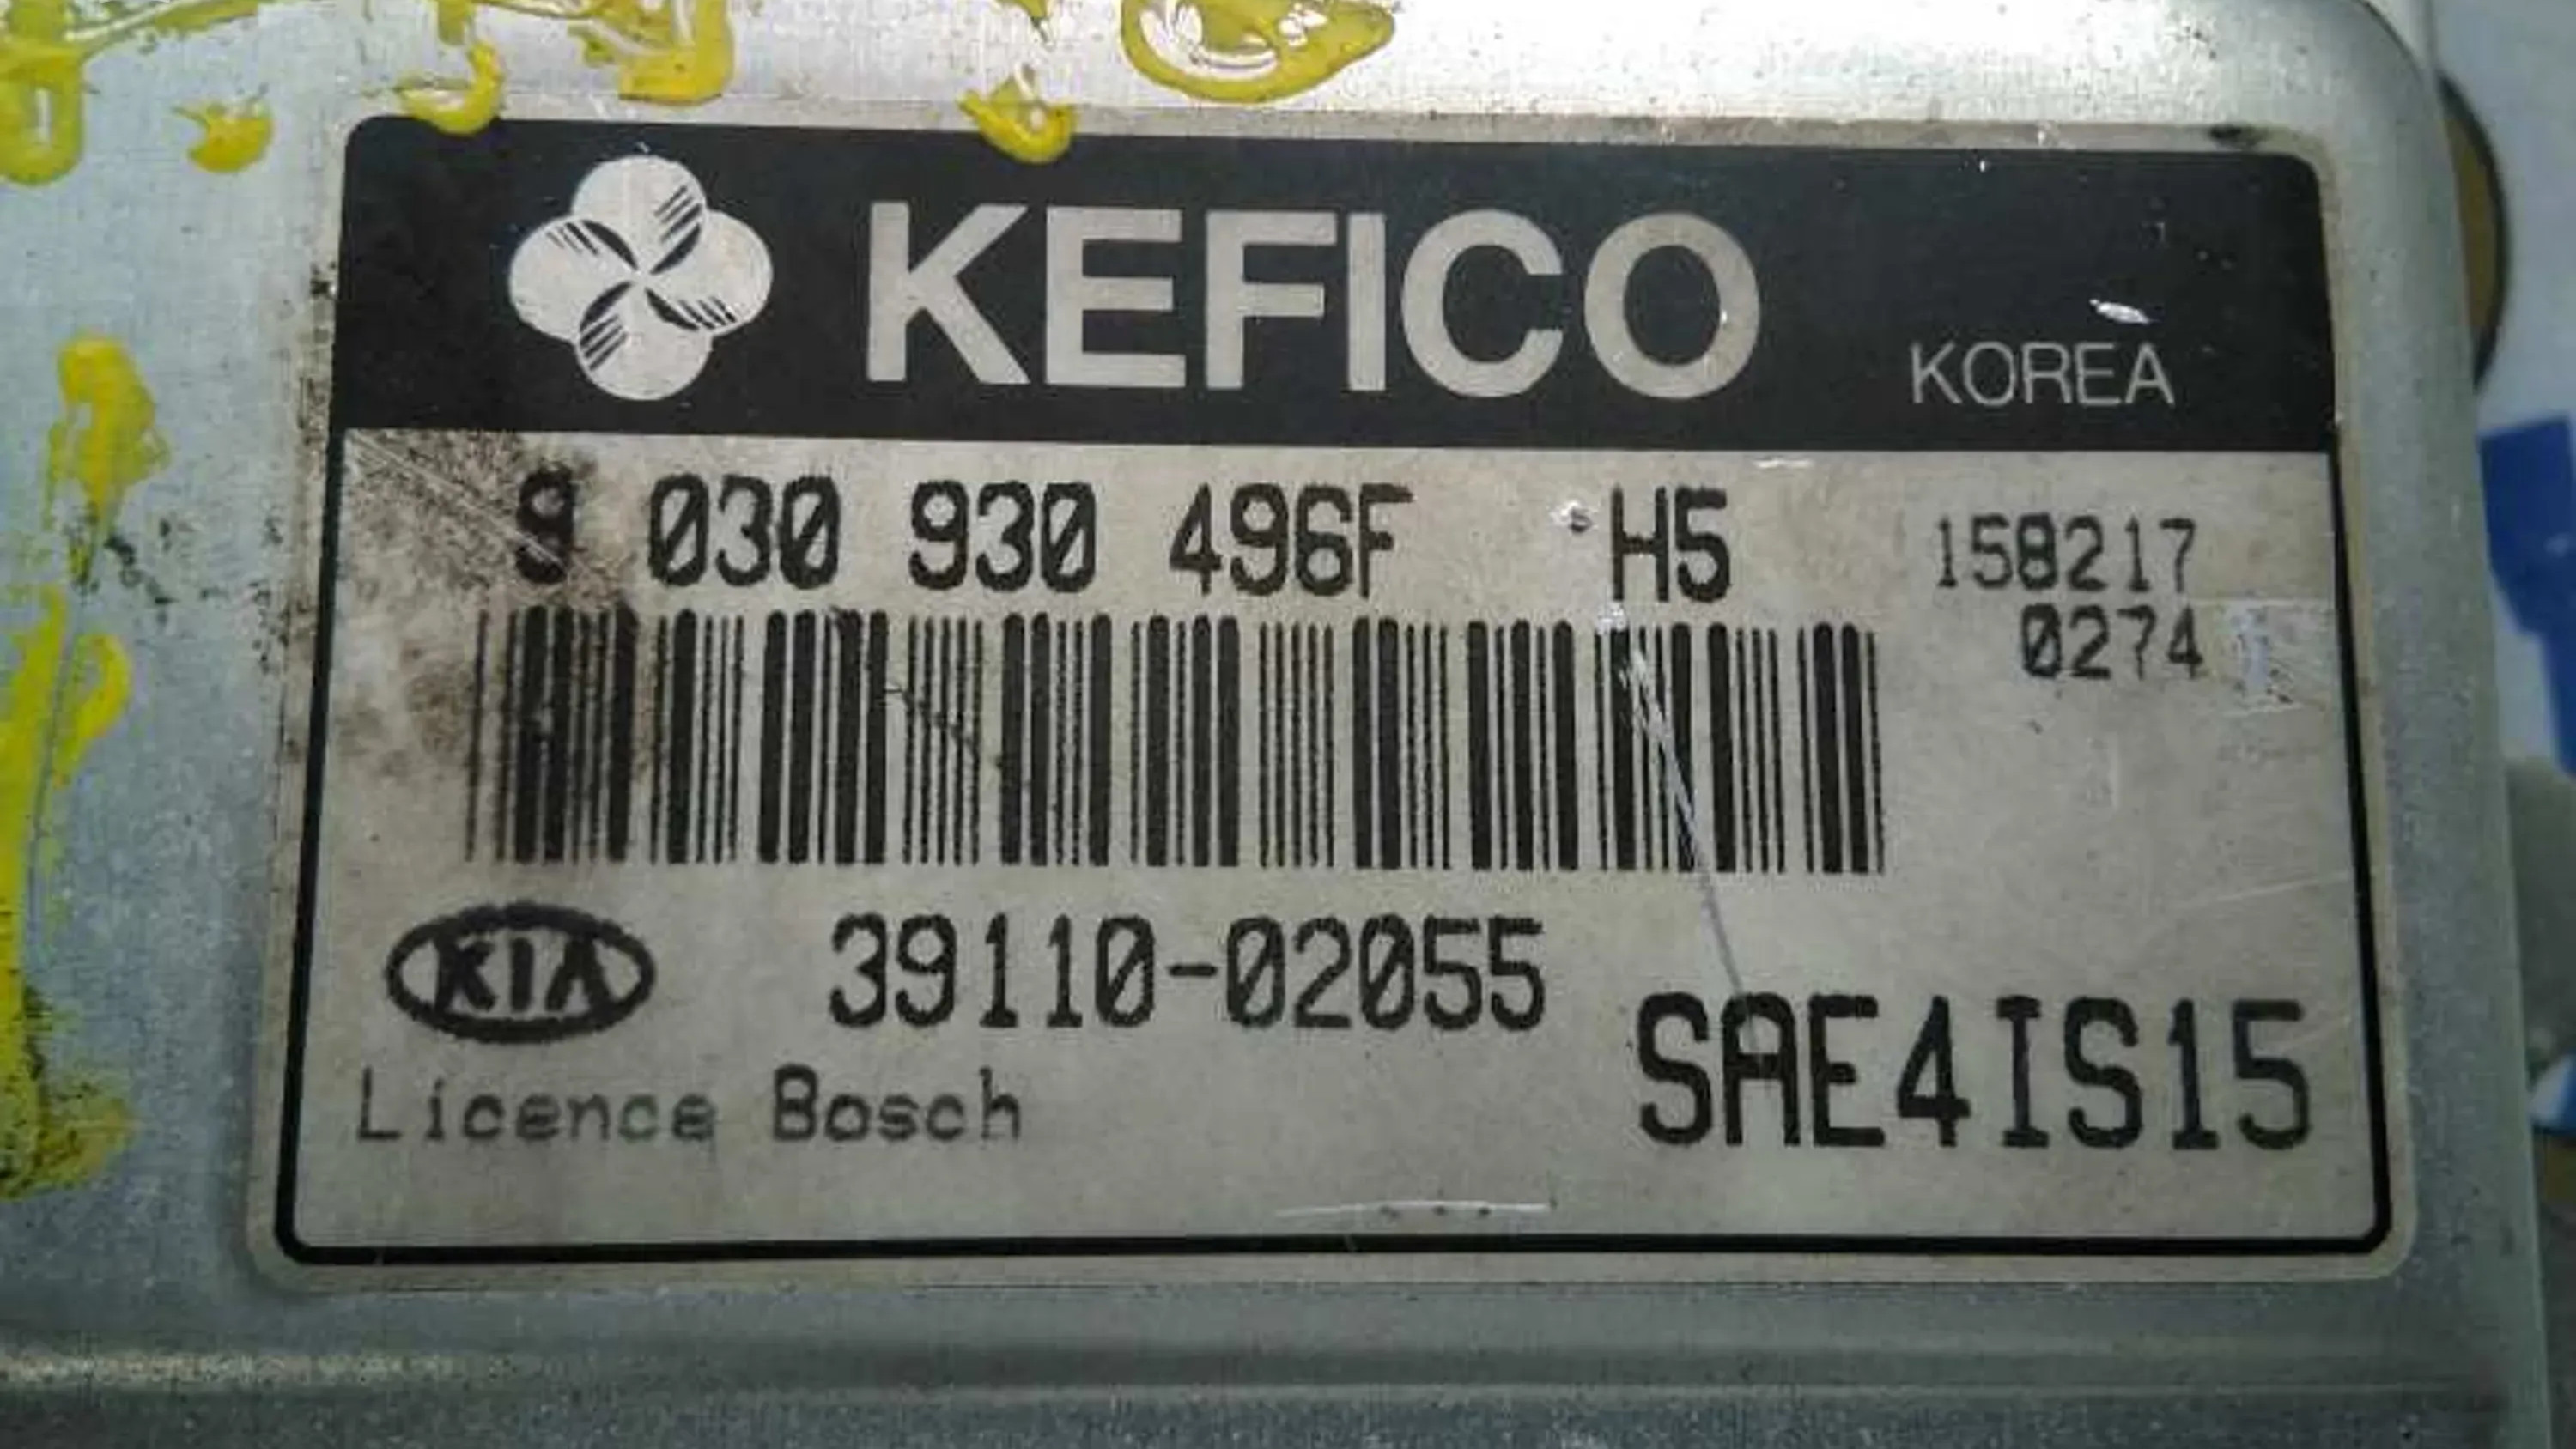 KEFICO KOREA
9 030 930 496F H5 158217
0274
KIA 39110-02055
SAE4IS15
Licence Bosch